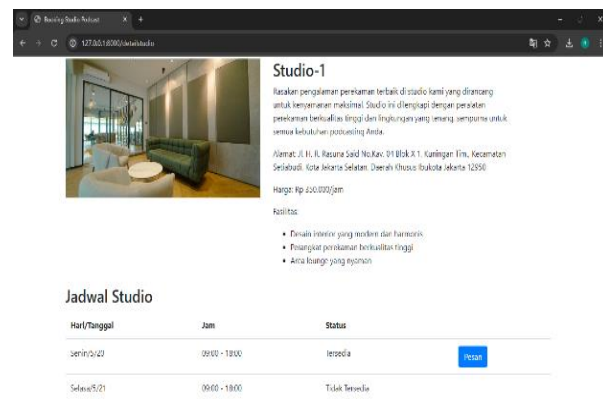 Booking Studio Podcast
127.0.0.1:8000/detailstudio
Studio-1
Rasakan pengalaman perekaman terbaik di studio kami yang dirancang
untuk kenyamanan maksimal. Studio ini dilengkapi dengan peralatan
perekaman berkualitas tinggi dan lingkungan yang tenang, sempurna untuk
semua kebutuhan podcasting Anda.
Alamat: Jl. H. R. Rasuna Said No.Kav. 01 Blok X 1, Kuningan Tim., Kecamatan
Setiabudi, Kota Jakarta Selatan, Daerah Khusus Ibukota Jakarta 12950
Harga: Rp 350.000/jam
Fasilitas:
Desain interior yang modern dan harmonis
Perangkat perekaman berkualitas tinggi
Area lounge yang nyaman
Jadwal Studio
Hari/Tanggal Jam Status
Senin/5/20 09:00 - 18:00 Tersedia Pesan
Selasa/5/21 09:00 - 18:00 Tidak Tersedia